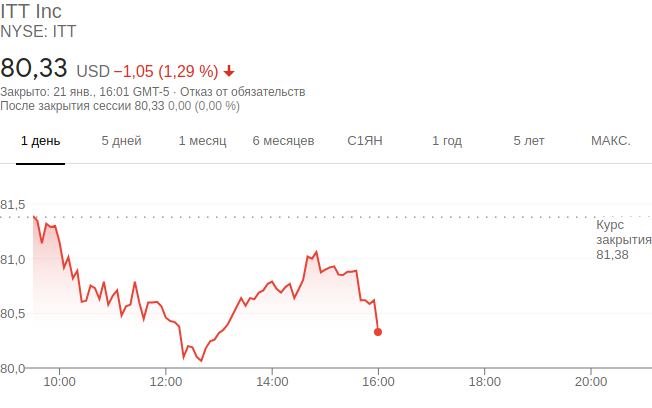 ITT Inc
NYSE: ITT
80,33 USD −1,05 (1,29 %)
Закрыто: 21 янв., 16:01 GMT-5 · Отказ от обязательств
После закрытия сессии 80,33 0,00 (0,00 %)
1 день 5 дней 1 месяц 6 месяцев С1ЯН 1 год 5 лет МАКС.
81,5
Курс
закрытия
81,38
81,0
80,5
80,0
10:00 12:00 14:00 16:00 18:00 20:00